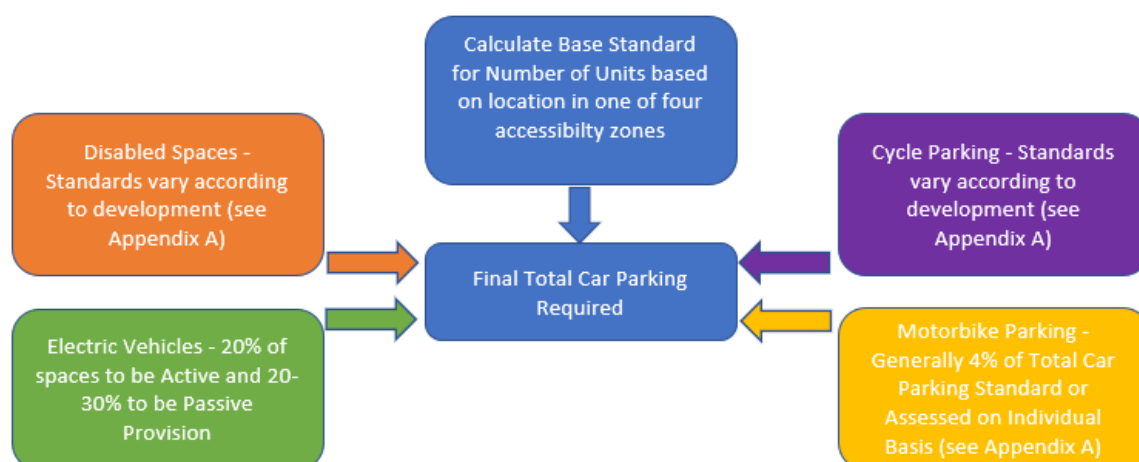 Calculate Base Standard
for Number of Units based
on location in one of four
accessibilty zones
Disabled Spaces -
Standards vary according
to development (see
Appendix A)
Cycle Parking - Standards
vary according to
development (see
Appendix A)
Final Total Car Parking
Required
Electric Vehicles - 20% of
spaces to be Active and 20-
30% to be Passive
Provision
Motorbike Parking -
Generally 4% of Total Car
Parking Standard or
Assessed on Individual
Basis (see Appendix A)